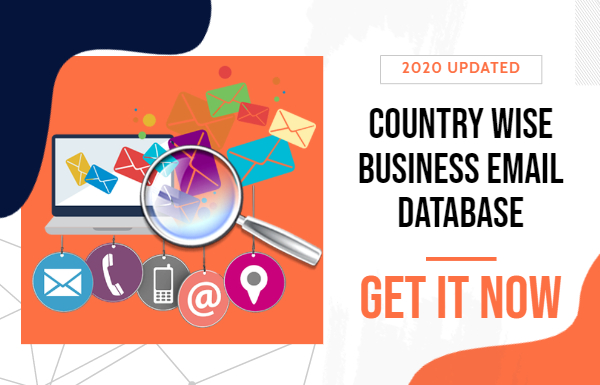 2020 UPDATED
COUNTRY WISE
BUSINESS EMAIL
DATABASE
GET IT NOW
@